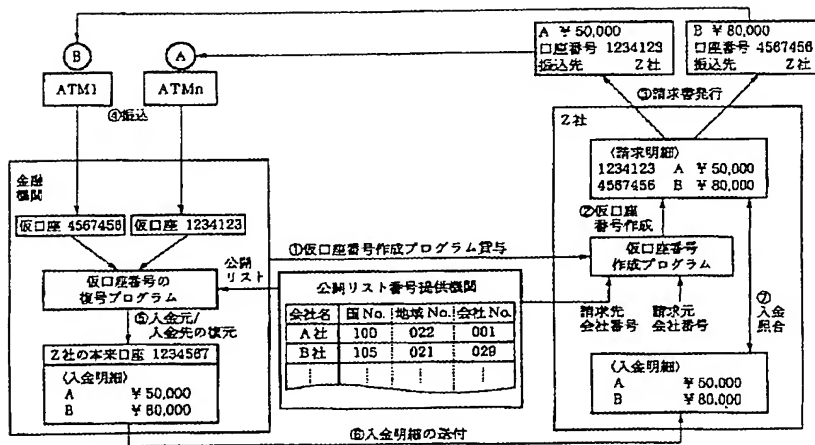 B
A
ATM1
ATMn
④振込
A ￥50,000
口座番号 1234123
振込先 Z社
B ￥80,000
口座番号 4567456
振込先 Z社
③請求書発行
Z社
〈請求明細〉
1234123 A ￥50,000
4567456 B ￥80,000
②仮口座
番号作成
仮口座番号
作成プログラム
請求先
会社番号
請求元
会社番号
⑦
入金
照合
〈入金明細〉
A ￥50,000
B ￥80,000
金融
機関
仮口座 4567456
仮口座 1234123
①仮口座番号作成プログラム貸与
公開
リスト
仮口座番号の
復号プログラム
公開リスト番号提供機関
会社名 国No. 地域No. 会社No.
A社 100 022 001
B社 105 021 029
⑤入金元/
入金先の復元
Z社の本来口座 1234567
〈入金明細〉
A ￥50,000
B ￥80,000
⑥入金明細の送付